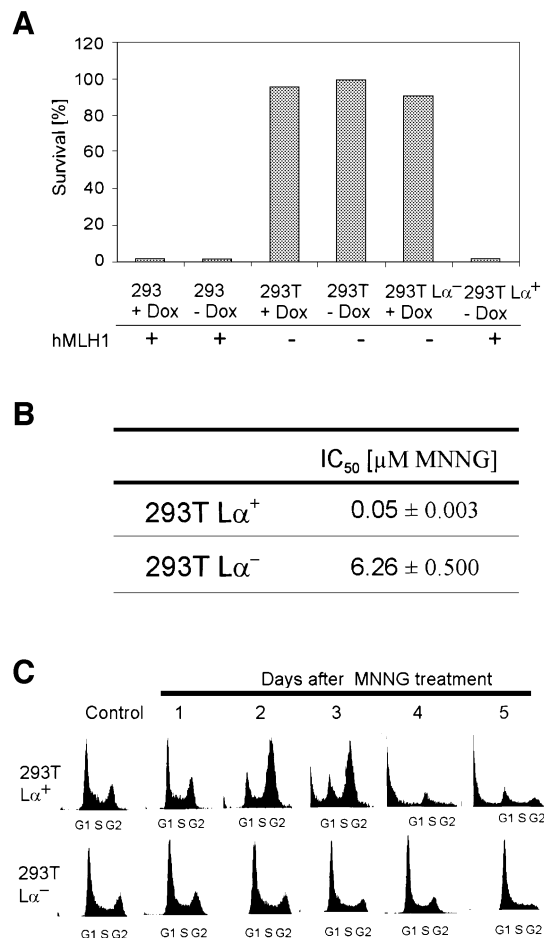 A
Survival [%]
120
100
80
60
40
20
0
293 + Dox
293 - Dox
293T + Dox
293T - Dox
293T Lα⁻ + Dox
293T Lα⁺ - Dox
hMLH1 + + - - - +
B
IC₅₀ [µM MNNG]
293T Lα⁺ 0.05 ± 0.003
293T Lα⁻ 6.26 ± 0.500
C
Days after MNNG treatment
Control 1 2 3 4 5
293T
Lα⁺
G1 S G2 G1 S G2 G1 S G2 G1 S G2 G1 S G2 G1 S G2
293T
Lα⁻
G1 S G2 G1 S G2 G1 S G2 G1 S G2 G1 S G2 G1 S G2